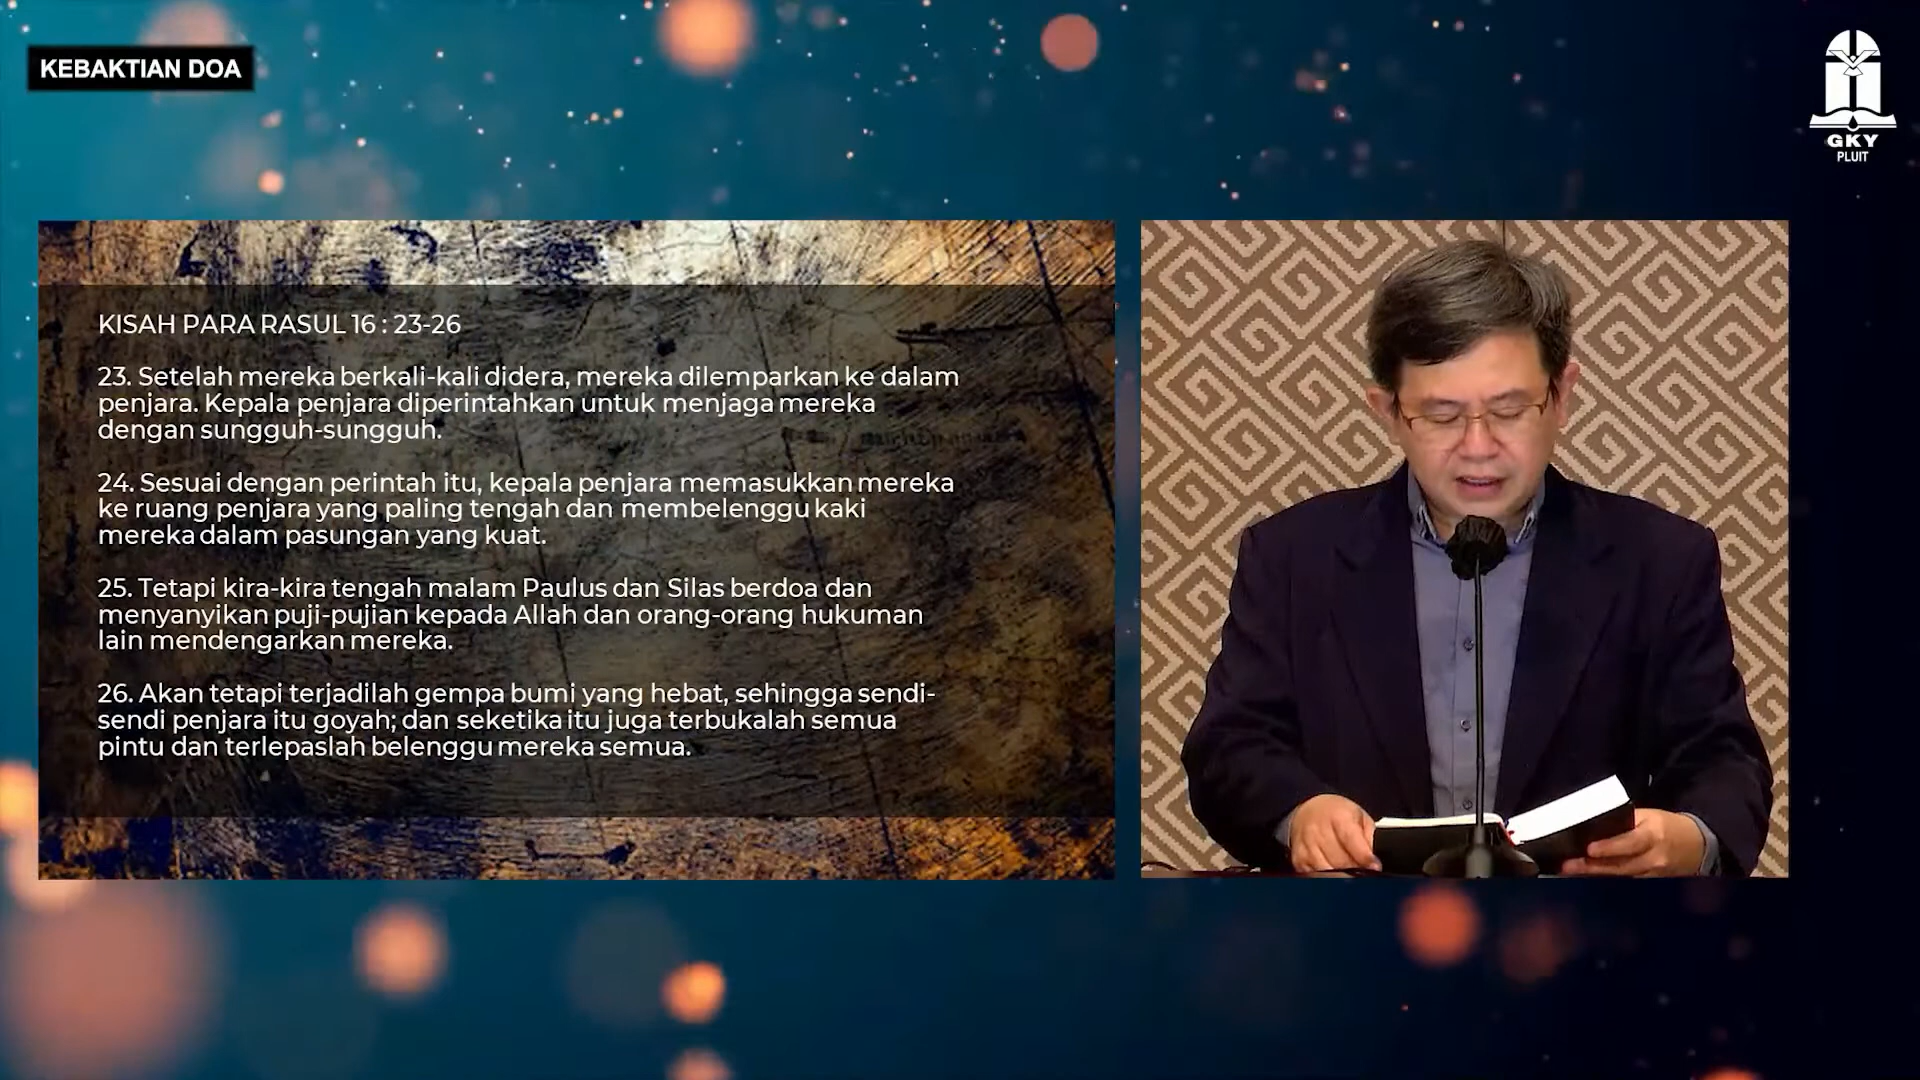 KEBAKTIAN DOA
GKY
PLUIT
KISAH PARA RASUL 16 : 23-26
23. Setelah mereka berkali-kali didera, mereka dilemparkan ke dalam
penjara. Kepala penjara diperintahkan untuk menjaga mereka
dengan sungguh-sungguh.
24. Sesuai dengan perintah itu, kepala penjara memasukkan mereka
ke ruang penjara yang paling tengah dan membelenggu kaki
mereka dalam pasungan yang kuat.
25. Tetapi kira-kira tengah malam Paulus dan Silas berdoa dan
menyanyikan puji-pujian kepada Allah dan orang-orang hukuman
lain mendengarkan mereka.
26. Akan tetapi terjadilah gempa bumi yang hebat, sehingga sendi-
sendi penjara itu goyah; dan seketika itu juga terbukalah semua
pintu dan terlepaslah belenggu mereka semua.